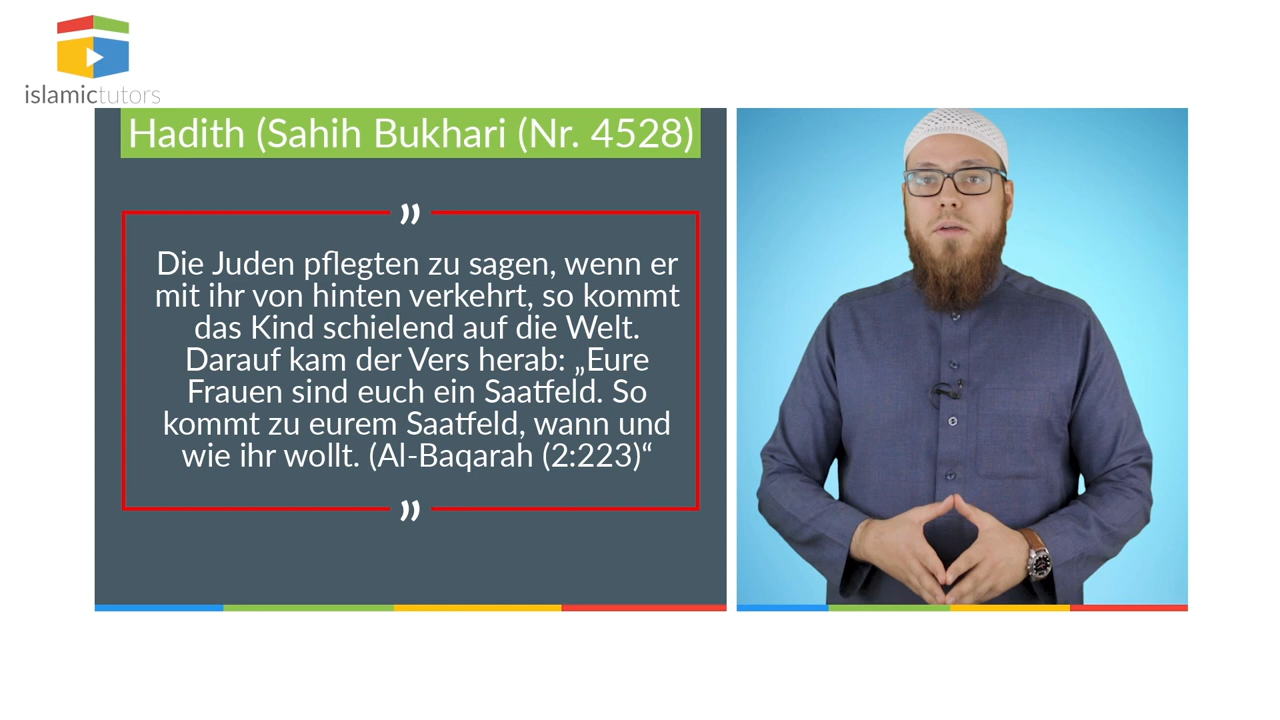 islamictutors
Hadith (Sahih Bukhari (Nr. 4528)
”
Die Juden pflegten zu sagen, wenn er
mit ihr von hinten verkehrt, so kommt
das Kind schielend auf die Welt.
Darauf kam der Vers herab: „Eure
Frauen sind euch ein Saatfeld. So
kommt zu eurem Saatfeld, wann und
wie ihr wollt. (Al-Baqarah (2:223)“
”